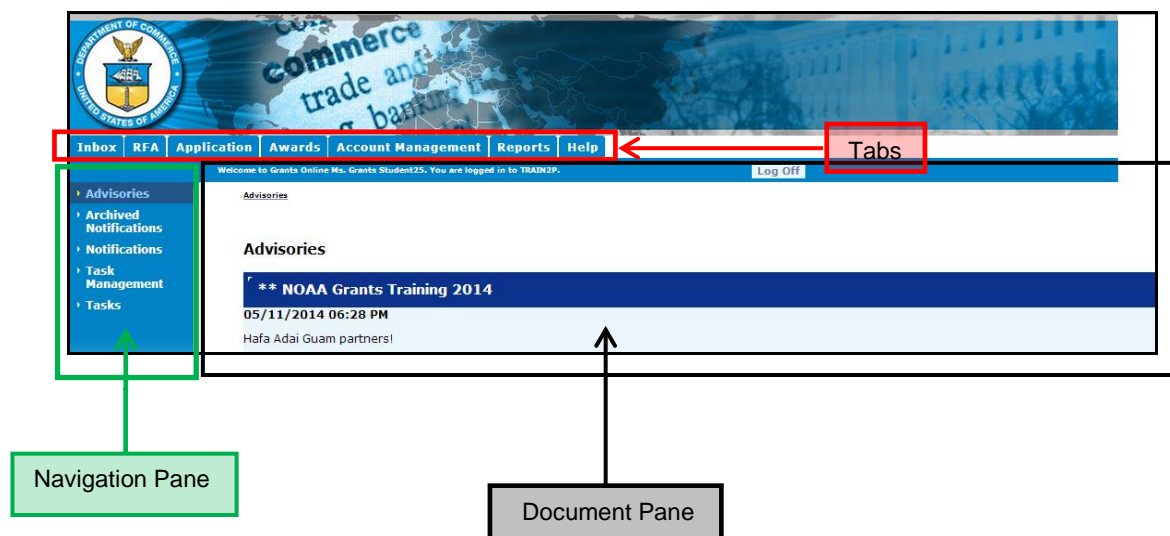 DEPARTMENT OF COMMERCE
UNITED STATES OF AMERICA
commerce
trade and
Inbox RFA Application Awards Account Management Reports Help
Tabs
Welcome to Grants Online Ms. Grants Student25. You are logged in to TRAIN2P.
Log Off
Advisories
Archived
Notifications
Notifications
Task
Management
Tasks
Advisories
Advisories
** NOAA Grants Training 2014
05/11/2014 06:28 PM
Hafa Adai Guam partners!
Navigation Pane
Document Pane